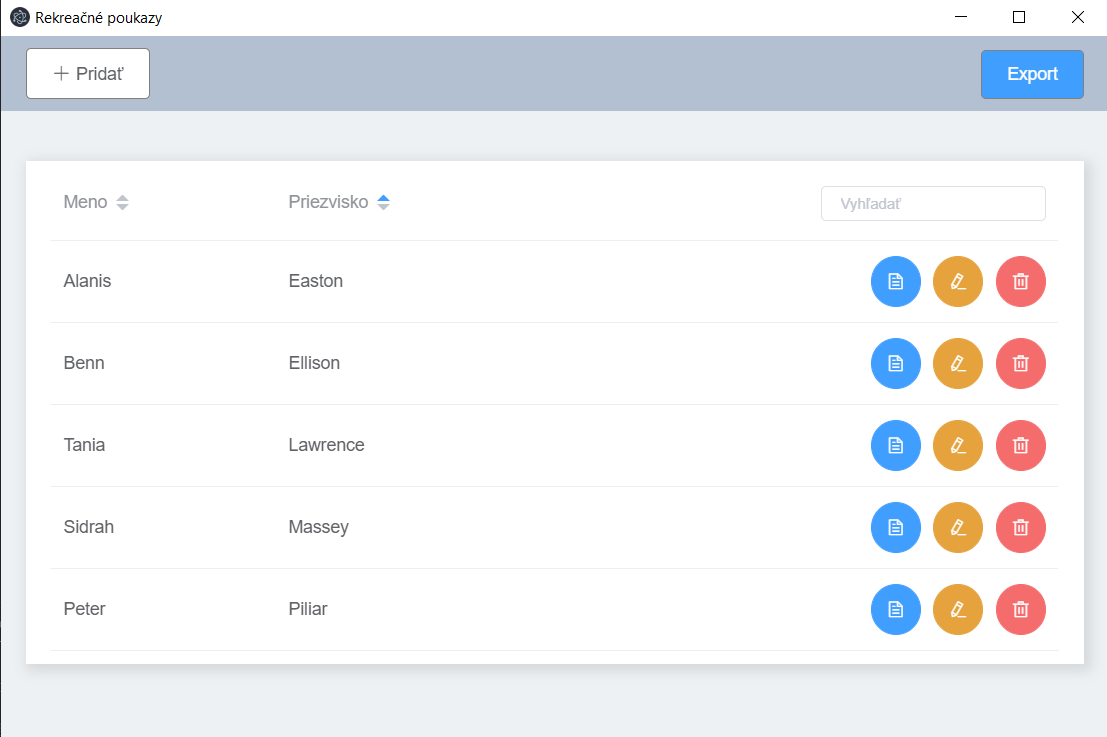 Rekreačné poukazy
Pridať Export
Meno Priezvisko Vyhľadať
Alanis Easton
Benn Ellison
Tania Lawrence
Sidrah Massey
Peter Piliar